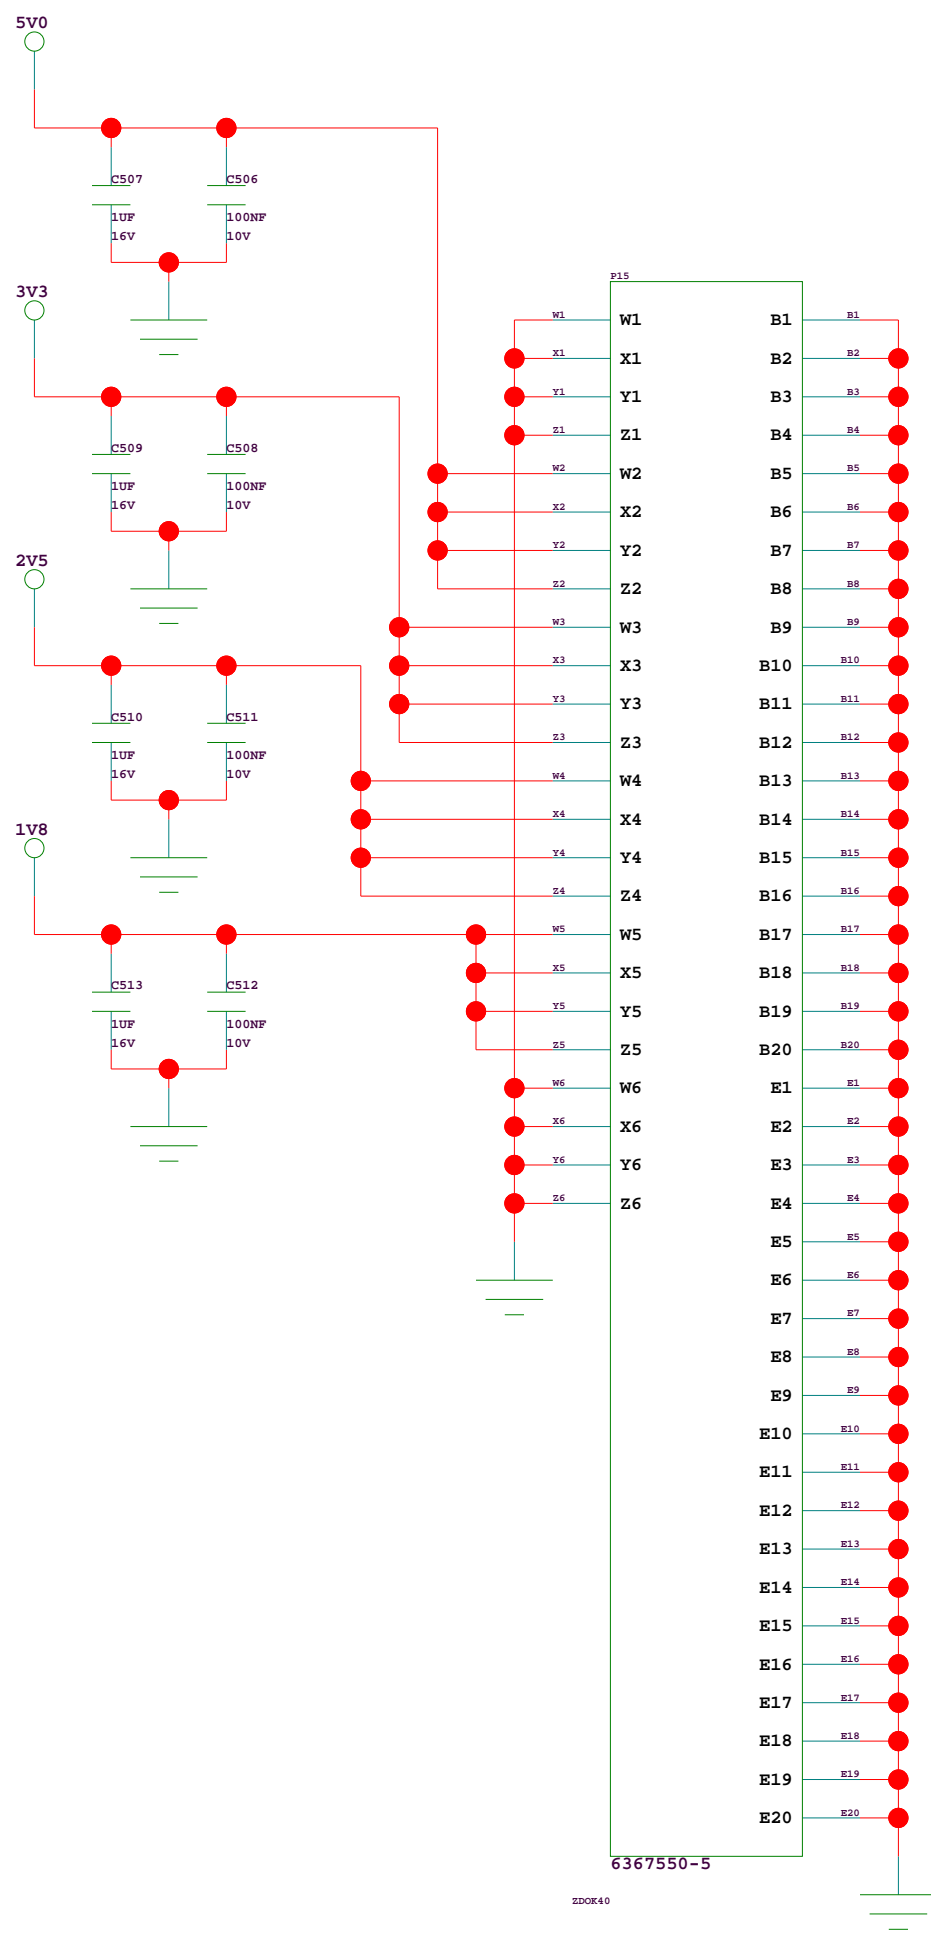 5V0
C507
C506
1UF
100NF
16V
10V
3V3
C509
C508
1UF
100NF
16V
10V
2V5
C510
C511
1UF
100NF
16V
10V
1V8
C513
C512
1UF
100NF
16V
10V
P15
W1 W1 B1 B1
X1 X1 B2 B2
Y1 Y1 B3 B3
Z1 Z1 B4 B4
W2 W2 B5 B5
X2 X2 B6 B6
Y2 Y2 B7 B7
Z2 Z2 B8 B8
W3 W3 B9 B9
X3 X3 B10 B10
Y3 Y3 B11 B11
Z3 Z3 B12 B12
W4 W4 B13 B13
X4 X4 B14 B14
Y4 Y4 B15 B15
Z4 Z4 B16 B16
W5 W5 B17 B17
X5 X5 B18 B18
Y5 Y5 B19 B19
Z5 Z5 B20 B20
W6 W6 E1 E1
X6 X6 E2 E2
Y6 Y6 E3 E3
Z6 Z6 E4 E4
E5 E5
E6 E6
E7 E7
E8 E8
E9 E9
E10 E10
E11 E11
E12 E12
E13 E13
E14 E14
E15 E15
E16 E16
E17 E17
E18 E18
E19 E19
E20 E20
6367550-5
ZDOK40